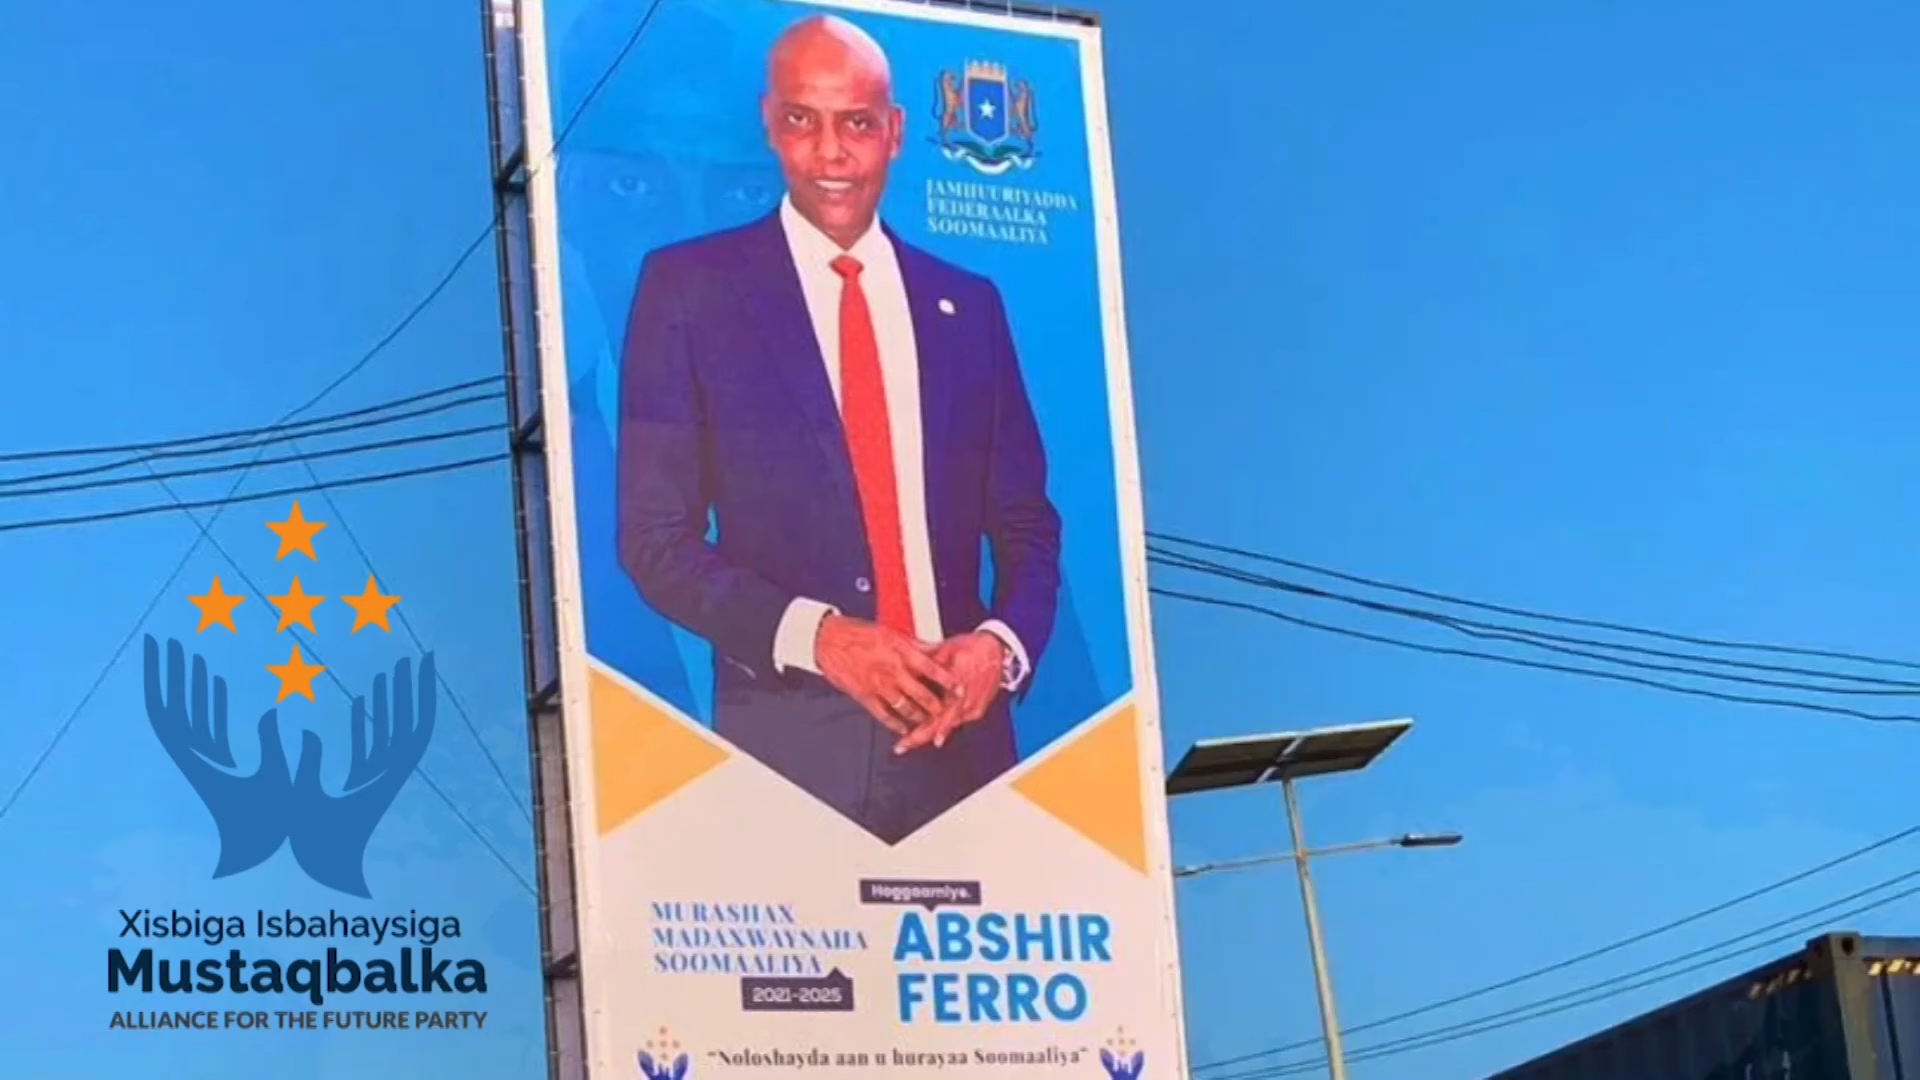 JAMHUURIYADDA
FEDERAALKA
SOOMAALIYA
Hoggaamiye.
MURASHAX
MADAXWAYNAHA
SOOMAALIYA
2021-2025
ABSHIR
FERRO
"Noloshayda aan u hurayaa Soomaaliya"
Xisbiga Isbahaysiga
Mustaqbalka
ALLIANCE FOR THE FUTURE PARTY